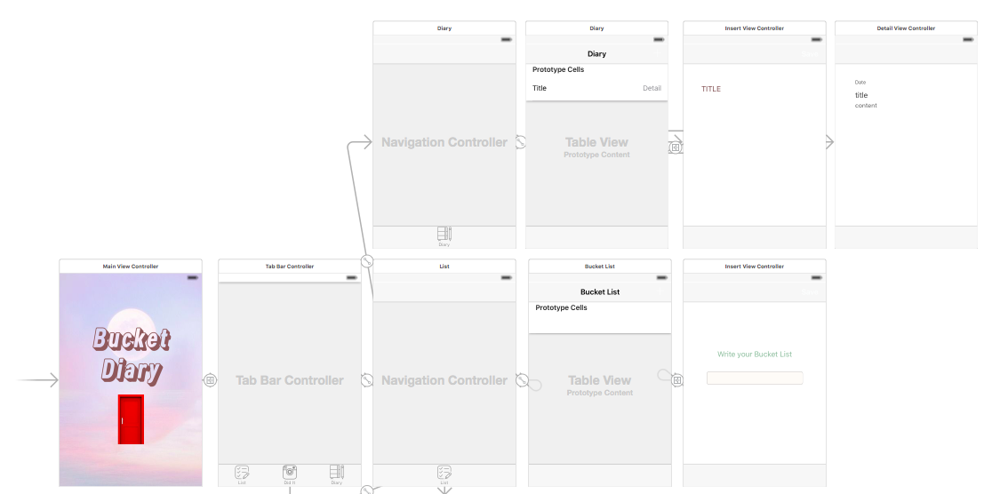 Diary
Diary
Insert View Controller
Detail View Controller
Diary
Prototype Cells
Title Detail
TITLE
Date
title
content
Navigation Controller
Table View
Prototype Content
Diary
Main View Controller
Tab Bar Controller
List
Bucket List
Insert View Controller
Bucket List
Prototype Cells
Bucket
Diary
Write your Bucket List
Tab Bar Controller
Navigation Controller
Table View
Prototype Content
List
Did It
Diary
List